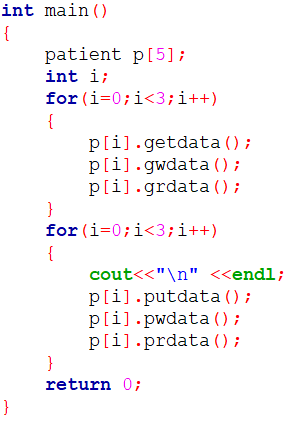 int main()
{
    patient p[5];
    int i;
    for(i=0;i<3;i++)
    {
        p[i].getdata();
        p[i].gwdata();
        p[i].grdata();
    }
    for(i=0;i<3;i++)
    {
        cout<<"\n" <<endl;
        p[i].putdata();
        p[i].pwdata();
        p[i].prdata();
    }
    return 0;
}